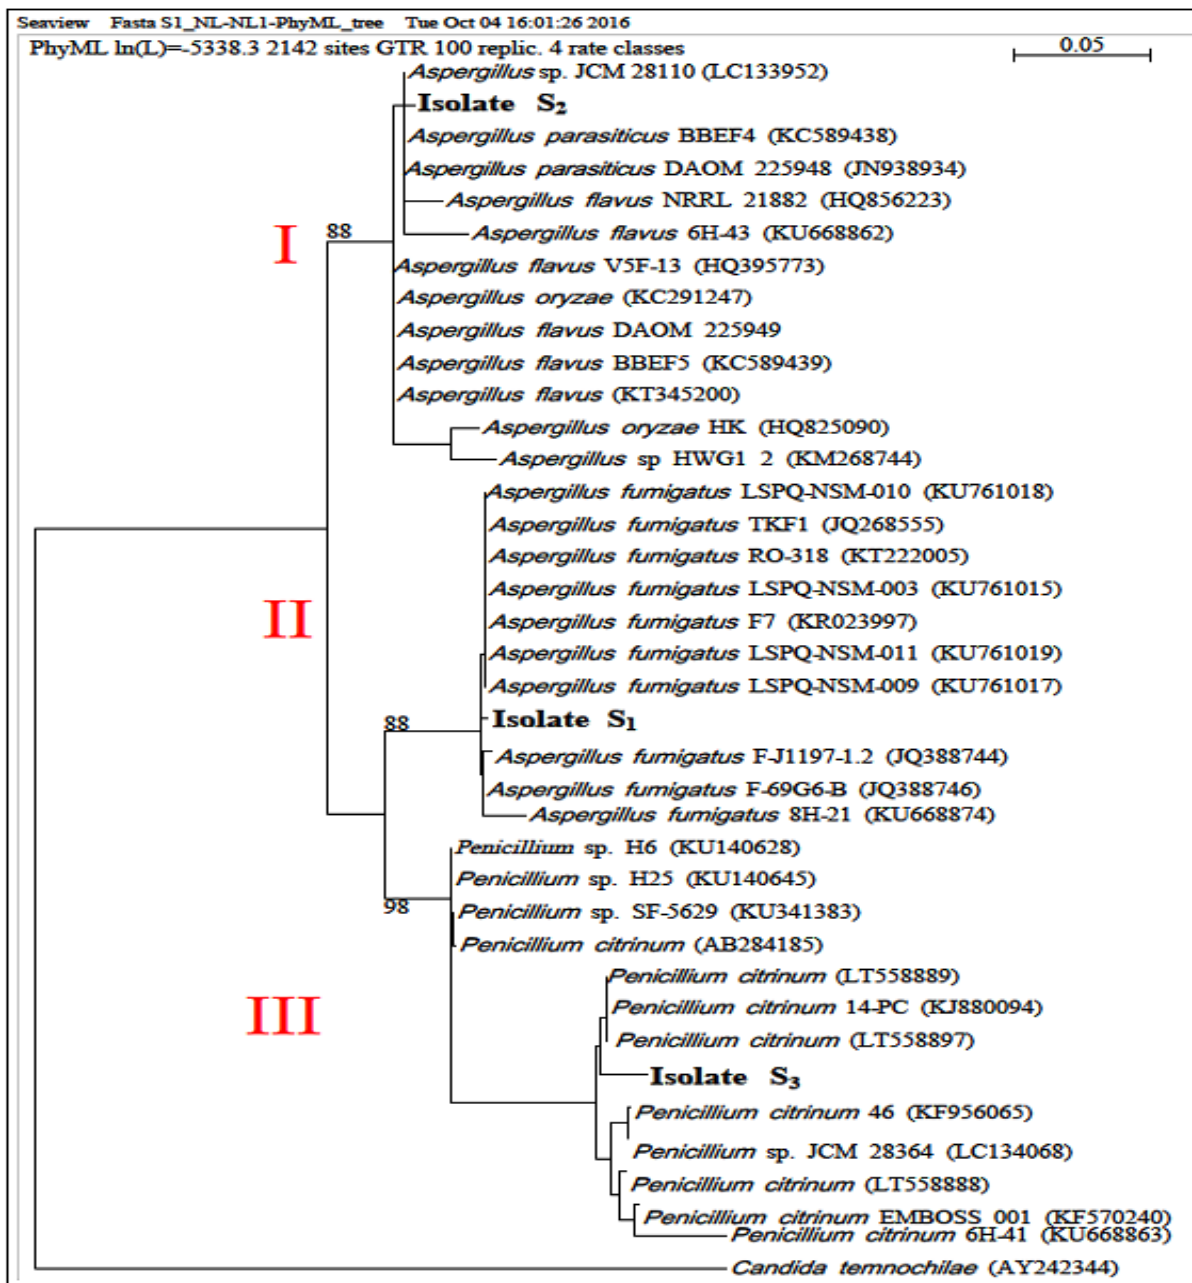 Seaview Fasta S1_NL-NL1-PhyML_tree Tue Oct 04 16:01:26 2016
PhyML ln(L)=-5338.3 2142 sites GTR 100 replic. 4 rate classes
0.05
Aspergillus sp. JCM 28110 (LC133952)
Isolate S₂
Aspergillus parasiticus BBEF4 (KC589438)
Aspergillus parasiticus DAOM 225948 (JN938934)
Aspergillus flavus NRRL 21882 (HQ856223)
Aspergillus flavus 6H-43 (KU668862)
I
88
Aspergillus flavus V5F-13 (HQ395773)
Aspergillus oryzae (KC291247)
Aspergillus flavus DAOM 225949
Aspergillus flavus BBEF5 (KC589439)
Aspergillus flavus (KT345200)
Aspergillus oryzae HK (HQ825090)
Aspergillus sp HWG1 2 (KM268744)
Aspergillus fumigatus LSPQ-NSM-010 (KU761018)
Aspergillus fumigatus TKF1 (JQ268555)
Aspergillus fumigatus RO-318 (KT222005)
Aspergillus fumigatus LSPQ-NSM-003 (KU761015)
II
Aspergillus fumigatus F7 (KR023997)
Aspergillus fumigatus LSPQ-NSM-011 (KU761019)
Aspergillus fumigatus LSPQ-NSM-009 (KU761017)
88
Isolate S₁
Aspergillus fumigatus F-J1197-1.2 (JQ388744)
Aspergillus fumigatus F-69G6-B (JQ388746)
Aspergillus fumigatus 8H-21 (KU668874)
Penicillium sp. H6 (KU140628)
Penicillium sp. H25 (KU140645)
98
Penicillium sp. SF-5629 (KU341383)
Penicillium citrinum (AB284185)
Penicillium citrinum (LT558889)
III
Penicillium citrinum 14-PC (KJ880094)
Penicillium citrinum (LT558897)
Isolate S₃
Penicillium citrinum 46 (KF956065)
Penicillium sp. JCM 28364 (LC134068)
Penicillium citrinum (LT558888)
Penicillium citrinum EMBOSS 001 (KF570240)
Penicillium citrinum 6H-41 (KU668863)
Candida temnochilae (AY242344)